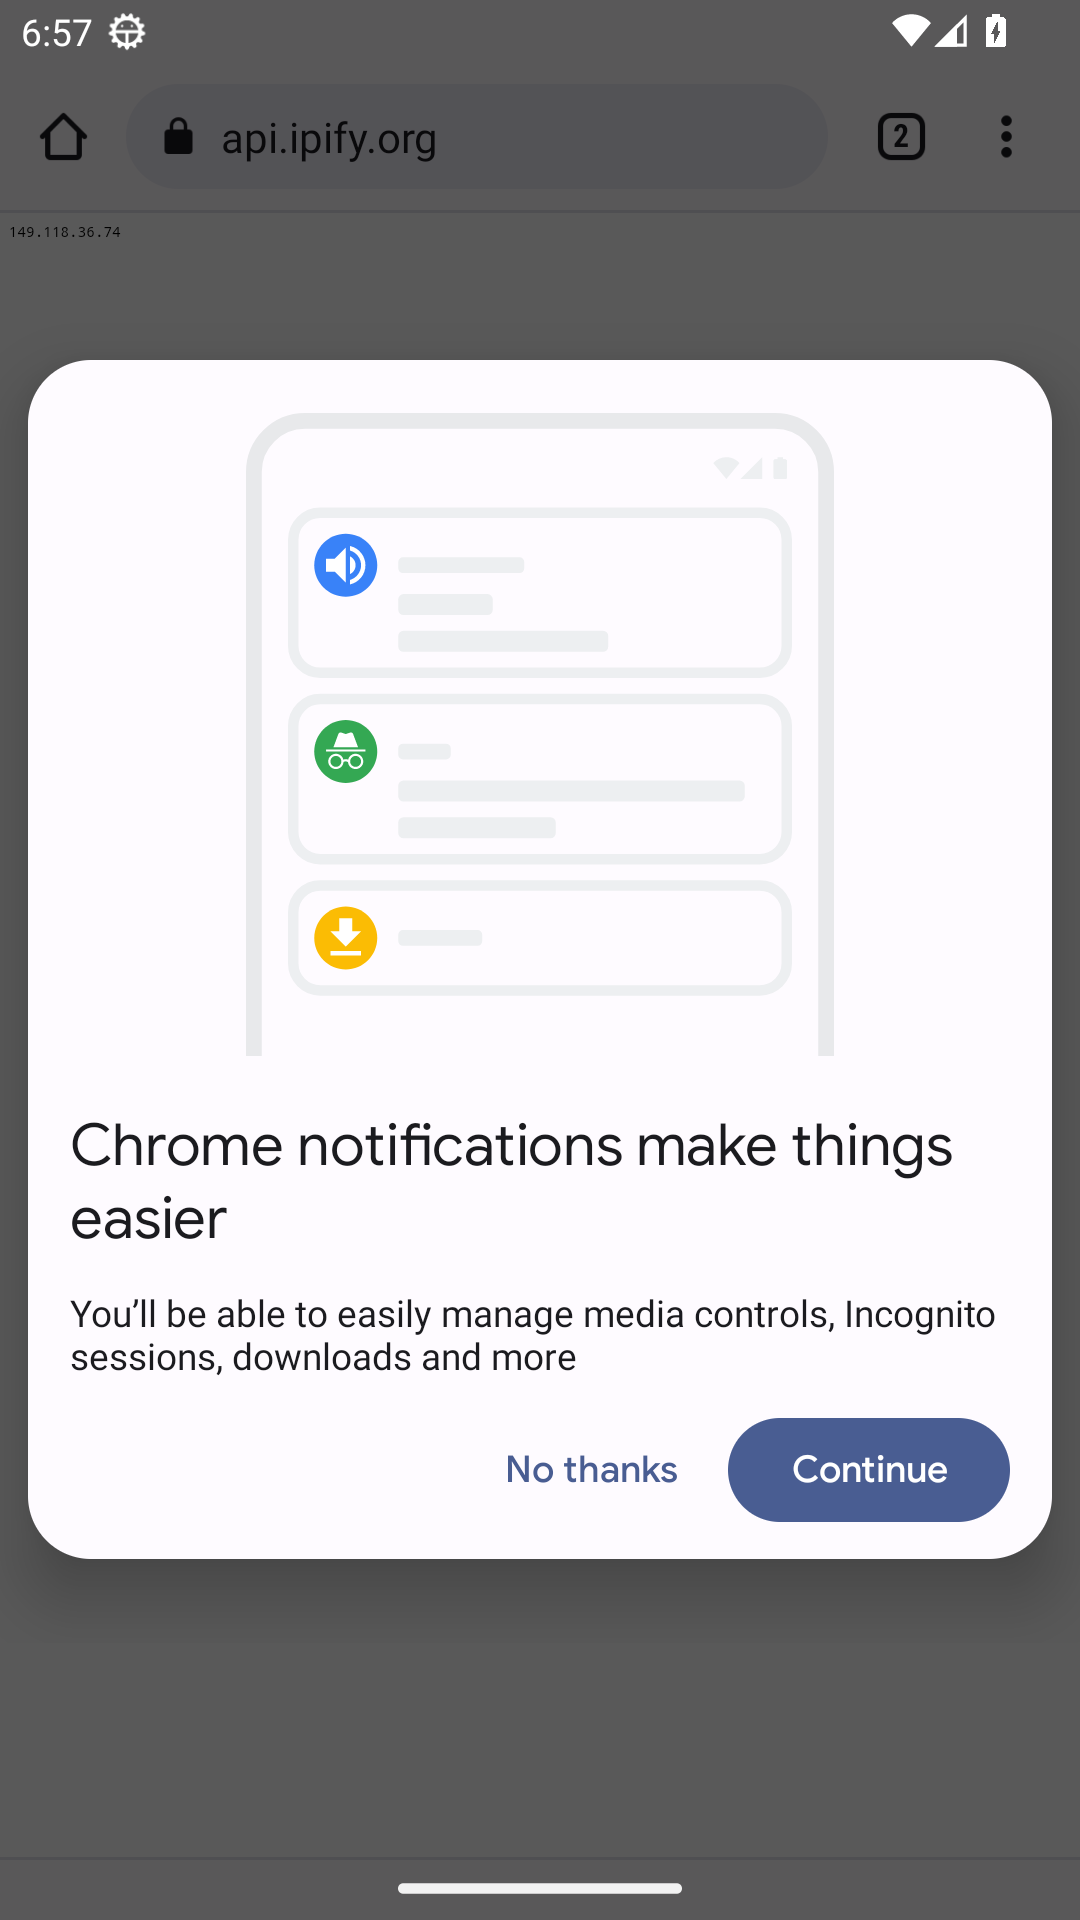 6:57
api.ipify.org
2
149.118.36.74
Chrome notifications make things
easier
You’ll be able to easily manage media controls, Incognito
sessions, downloads and more
No thanks
Continue